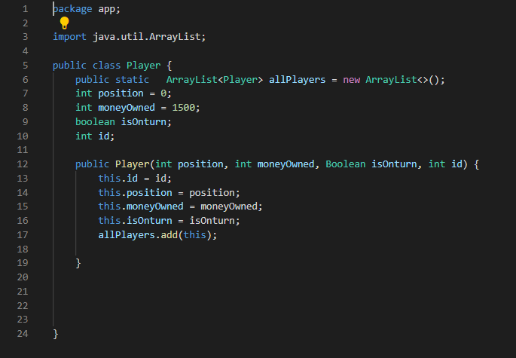 1 package app;
2
3 import java.util.ArrayList;
4
5 public class Player {
6     public static   ArrayList<Player> allPlayers = new ArrayList<>();
7     int position = 0;
8     int moneyOwned = 1500;
9     boolean isOnturn;
10     int id;
11
12     public Player(int position, int moneyOwned, Boolean isOnturn, int id) {
13         this.id = id;
14         this.position = position;
15         this.moneyOwned = moneyOwned;
16         this.isOnturn = isOnturn;
17         allPlayers.add(this);
18
19     }
20
21
22
23
24 }